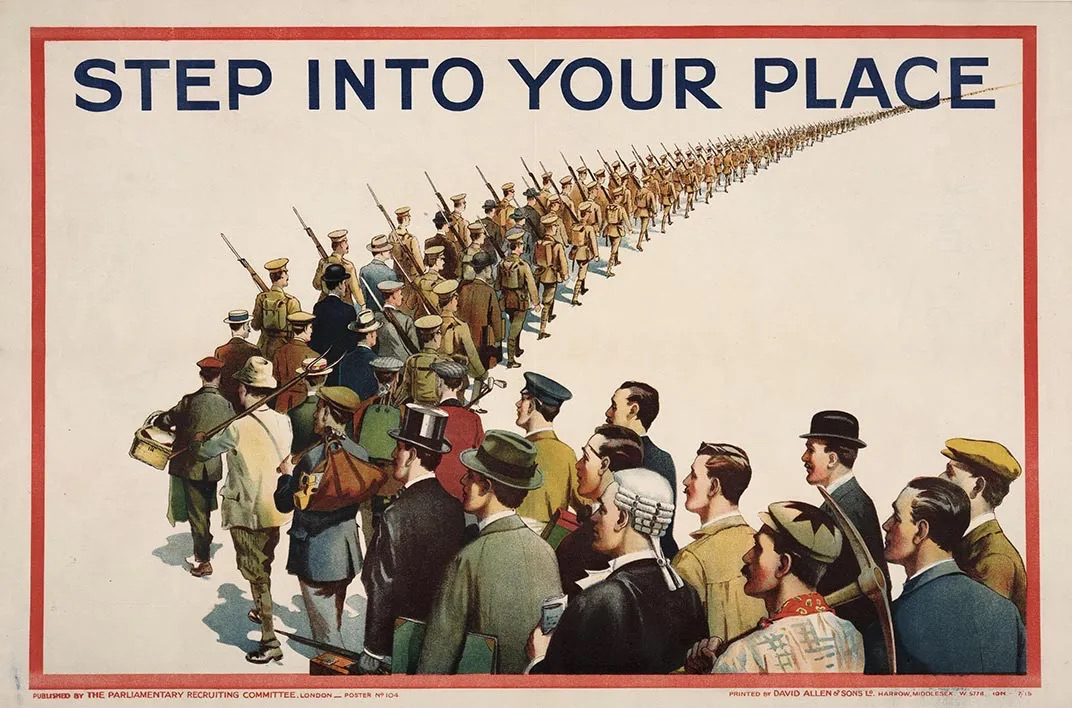 STEP INTO YOUR PLACE
PUBLISHED BY THE PARLIAMENTARY RECRUITING COMMITTEE, LONDON — POSTER Nº 104
PRINTED BY DAVID ALLEN & SONS Lᴰ. HARROW, MIDDLESEX. W 5778. 10M. - 7/15